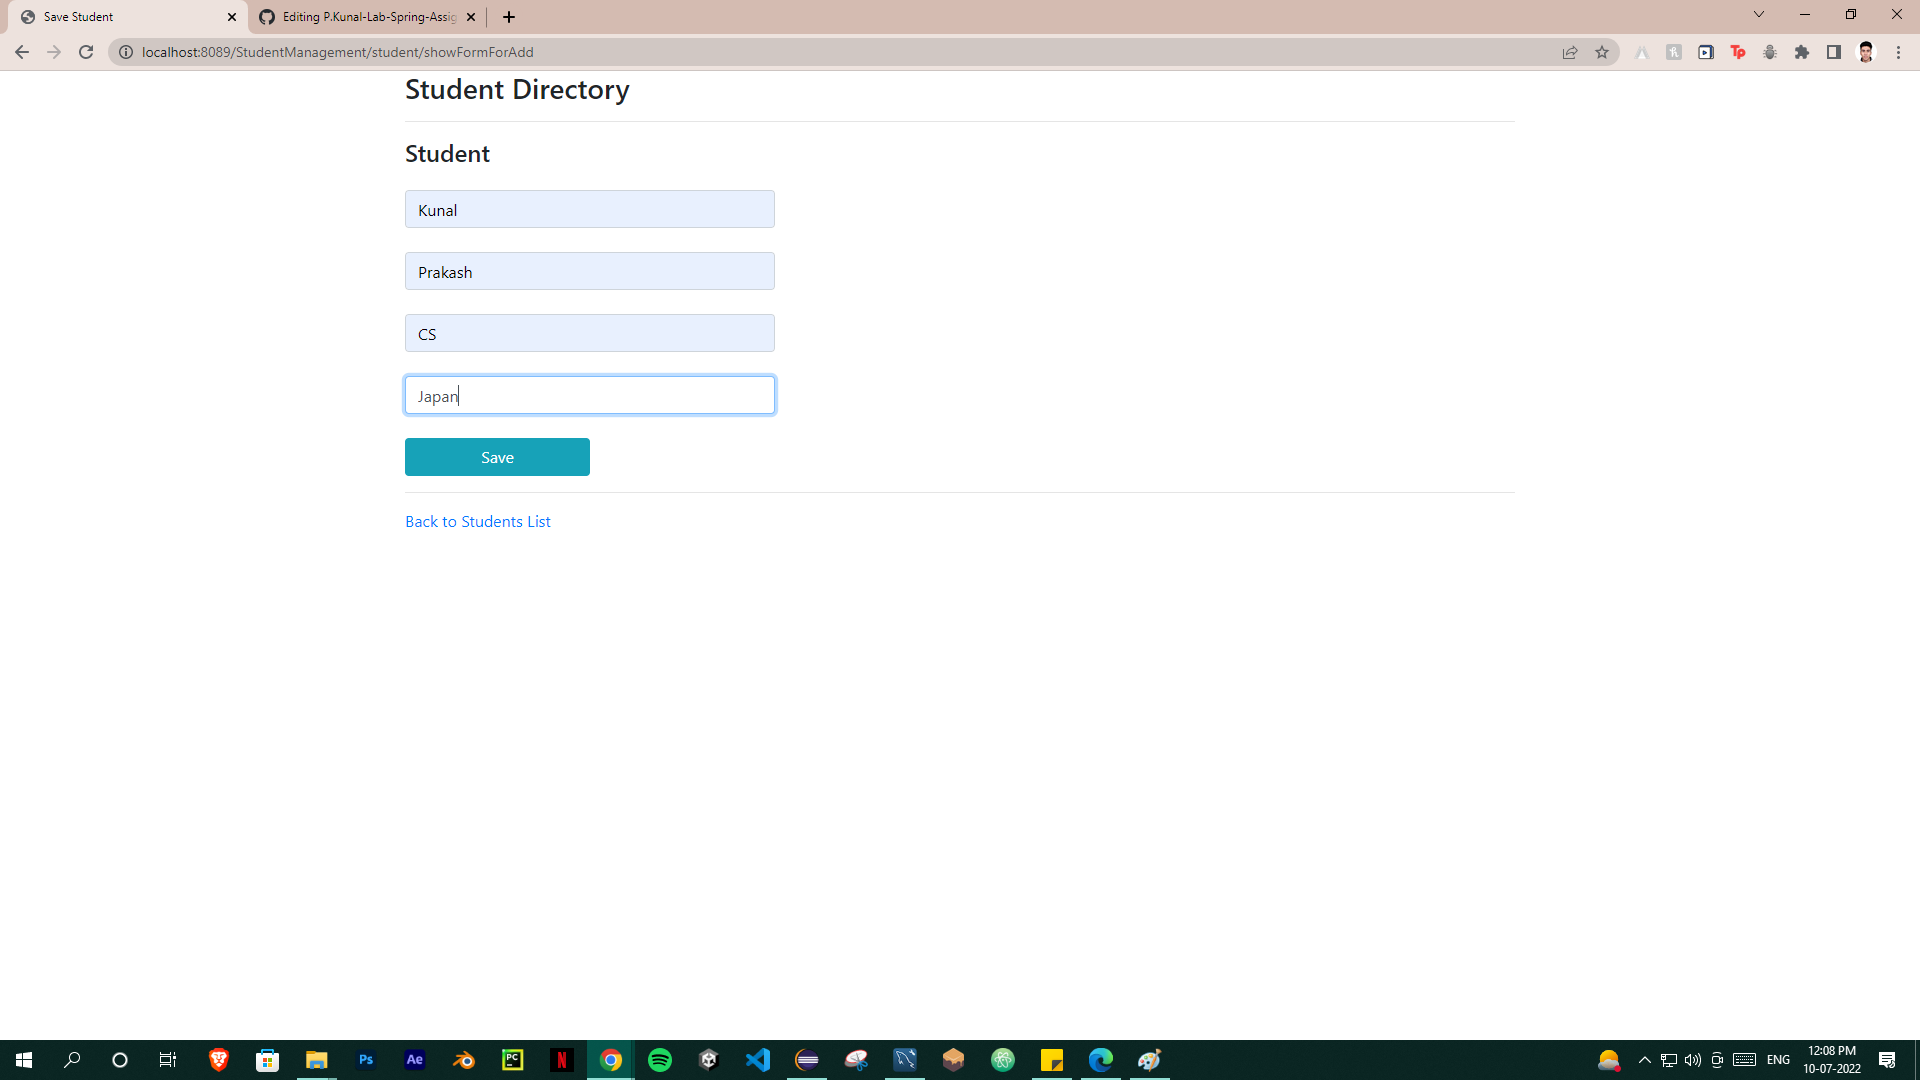 Save Student
Editing P.Kunal-Lab-Spring-Assig
localhost:8089/StudentManagement/student/showFormForAdd
Tp
Student Directory
Student
Kunal
Prakash
CS
Japan
Save
Back to Students List
Ps
Ae
PC
N
ENG
12:08 PM
10-07-2022